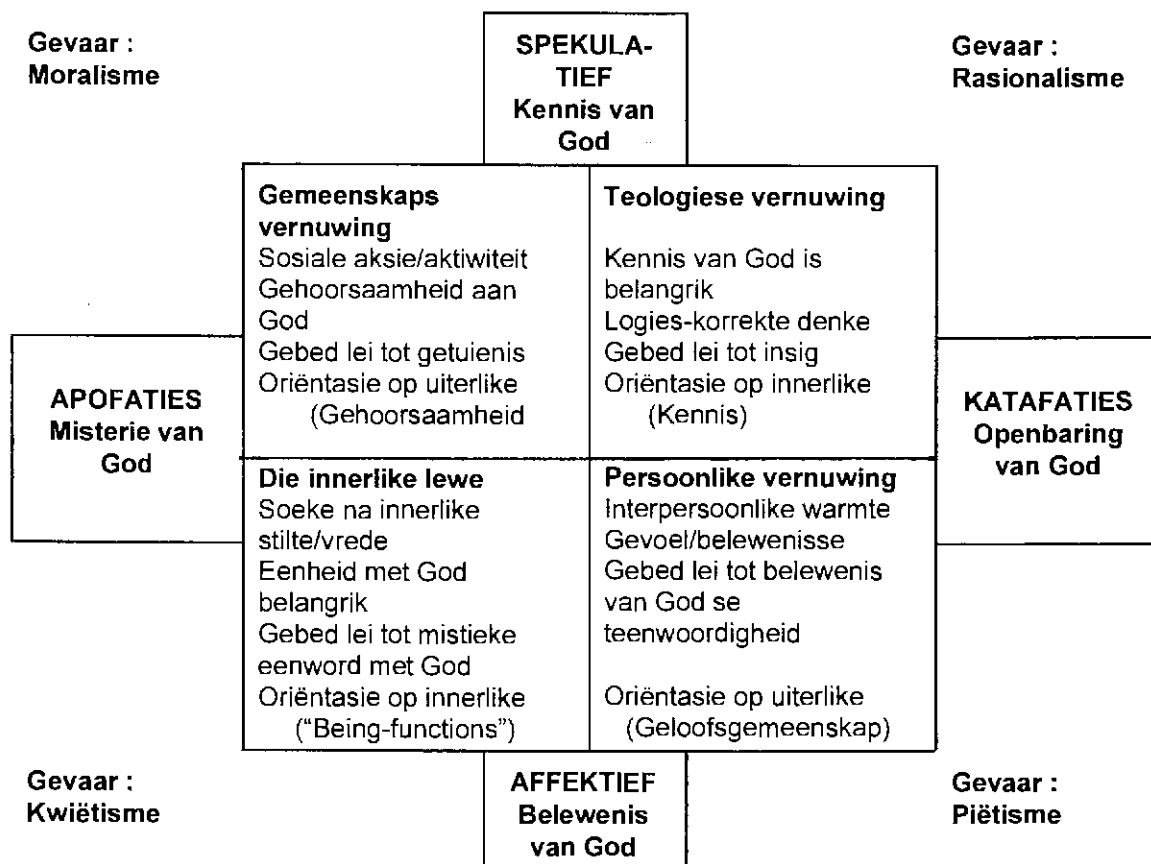 Gevaar :
Moralisme
SPEKULA-
TIEF
Kennis van
God
Gevaar :
Rasionalisme
Gemeenskaps
vernuwing
Sosiale aksie/aktiwiteit
Gehoorsaamheid aan
God
Gebed lei tot getuienis
Oriëntasie op uiterlike
(Gehoorsaamheid
Teologiese vernuwing
Kennis van God is
belangrik
Logies-korrekte denke
Gebed lei tot insig
Oriëntasie op innerlike
(Kennis)
APOFATIES
Misterie van
God
KATAFATIES
Openbaring
van God
Die innerlike lewe
Soeke na innerlike
stilte/vrede
Eenheid met God
belangrik
Gebed lei tot mistieke
eenword met God
Oriëntasie op innerlike
(“Being-functions”)
Persoonlike vernuwing
Interpersoonlike warmte
Gevoel/belewenisse
Gebed lei tot belewenis
van God se
teenwoordigheid
Oriëntasie op uiterlike
(Geloofsgemeenskap)
Gevaar :
Kwiëtisme
AFFEKTIEF
Belewenis
van God
Gevaar :
Piëtisme